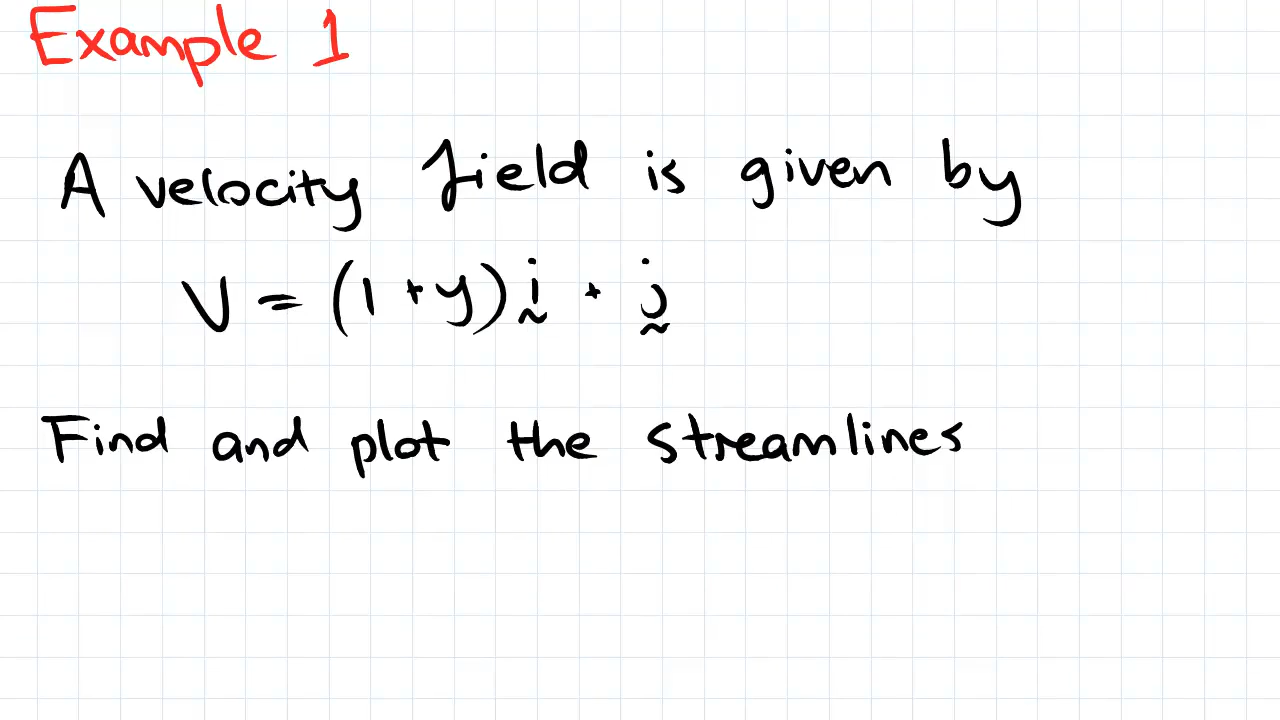 Example 1
A velocity field is given by
V = (1 + y) i + j
Find and plot the streamlines